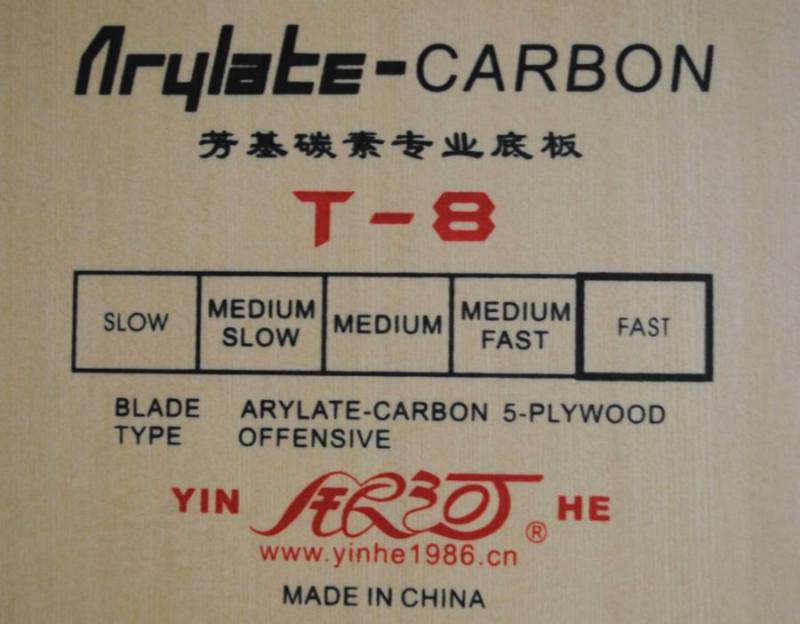 Arylate-CARBON
芳基碳素专业底板
T-8
SLOW
MEDIUM SLOW
MEDIUM
MEDIUM FAST
FAST
BLADE ARYLATE-CARBON 5-PLYWOOD
TYPE OFFENSIVE
YIN 银河® HE
www.yinhe1986.cn
MADE IN CHINA